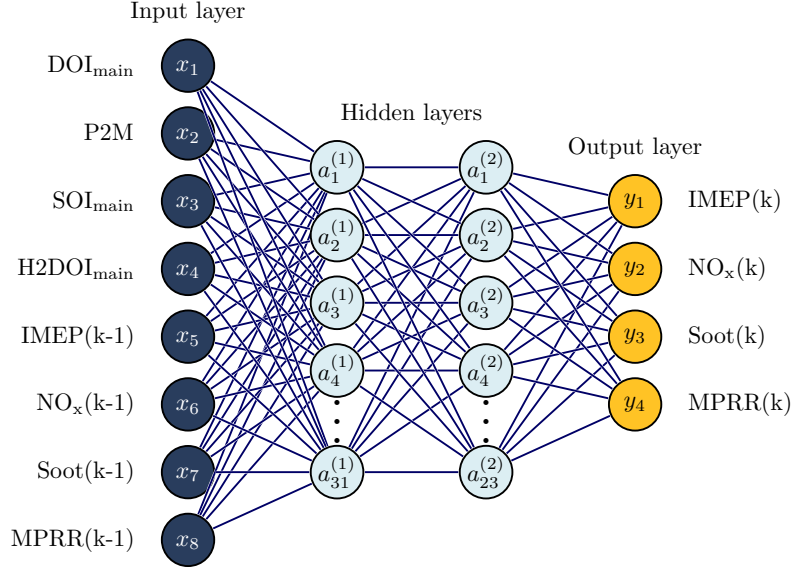 Input layer
DOI_main
x_1
P2M
x_2
SOI_main
x_3
H2DOI_main
x_4
IMEP(k-1)
x_5
NO_x(k-1)
x_6
Soot(k-1)
x_7
MPRR(k-1)
x_8
Hidden layers
a_1^(1)
a_2^(1)
a_3^(1)
a_4^(1)
a_31^(1)
a_1^(2)
a_2^(2)
a_3^(2)
a_4^(2)
a_23^(2)
Output layer
y_1
IMEP(k)
y_2
NO_x(k)
y_3
Soot(k)
y_4
MPRR(k)